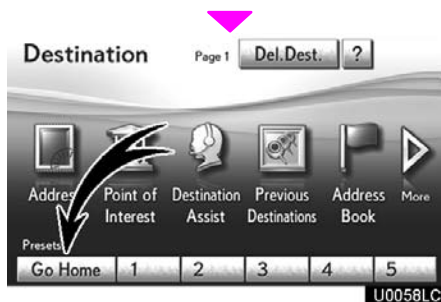 Destination Page 1 Del.Dest. ?
Address Point of Interest Destination Assist Previous Destinations Address Book More
Presets
Go Home 1 2 3 4 5
U0058LC